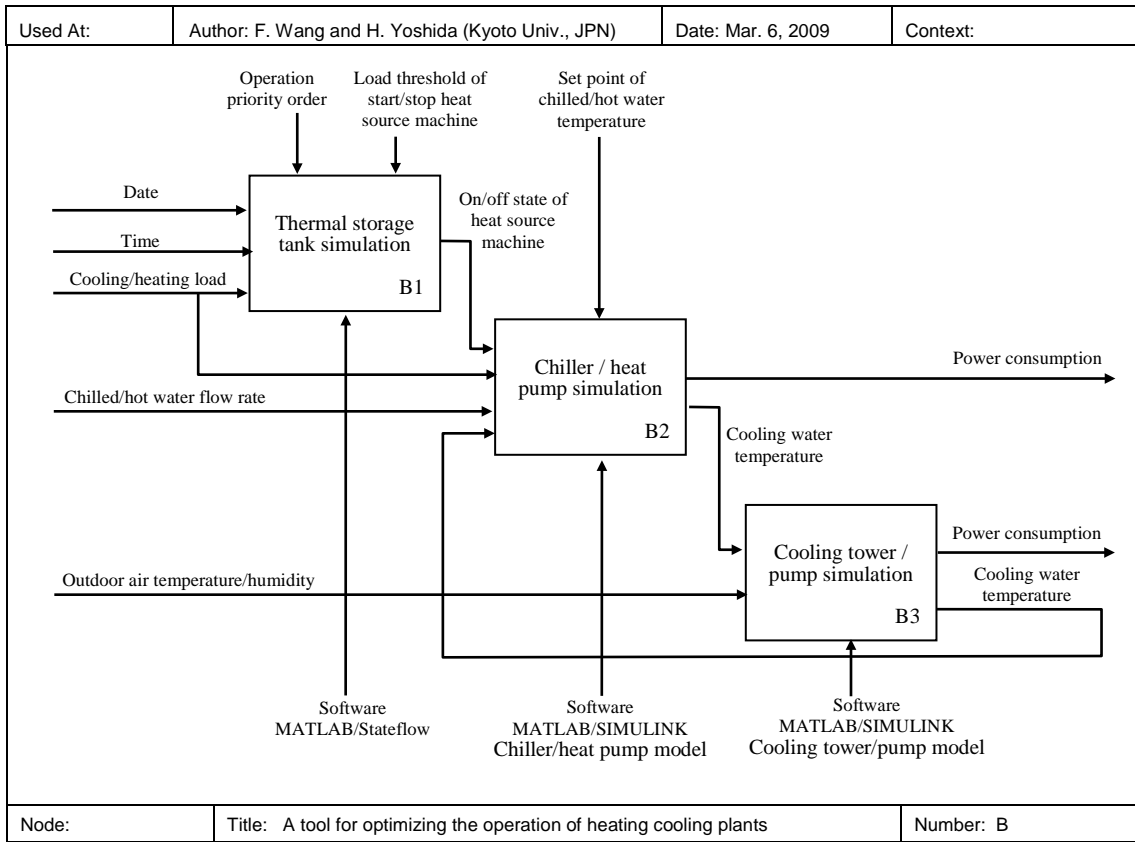 Used At:
Author: F. Wang and H. Yoshida (Kyoto Univ., JPN)
Date: Mar. 6, 2009
Context:
Operation
priority order
Load threshold of
start/stop heat
source machine
Set point of
chilled/hot water
temperature
Date
Time
Cooling/heating load
Thermal storage
tank simulation
B1
On/off state of
heat source
machine
Chilled/hot water flow rate
Chiller / heat
pump simulation
B2
Power consumption
Cooling water
temperature
Outdoor air temperature/humidity
Cooling tower /
pump simulation
B3
Power consumption
Cooling water
temperature
Software
MATLAB/Stateflow
Software
MATLAB/SIMULINK
Chiller/heat pump model
Software
MATLAB/SIMULINK
Cooling tower/pump model
Node:
Title: A tool for optimizing the operation of heating cooling plants
Number: B